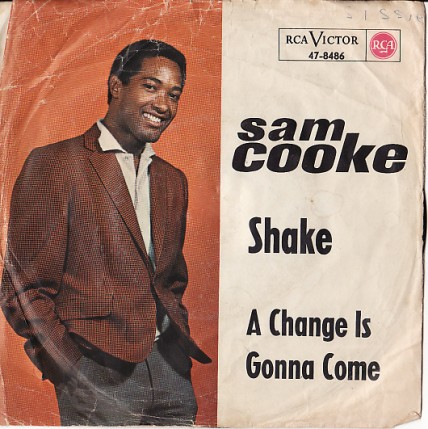 RCA VICTOR
47-8486
RCA
sam
cooke
Shake
A Change Is
Gonna Come